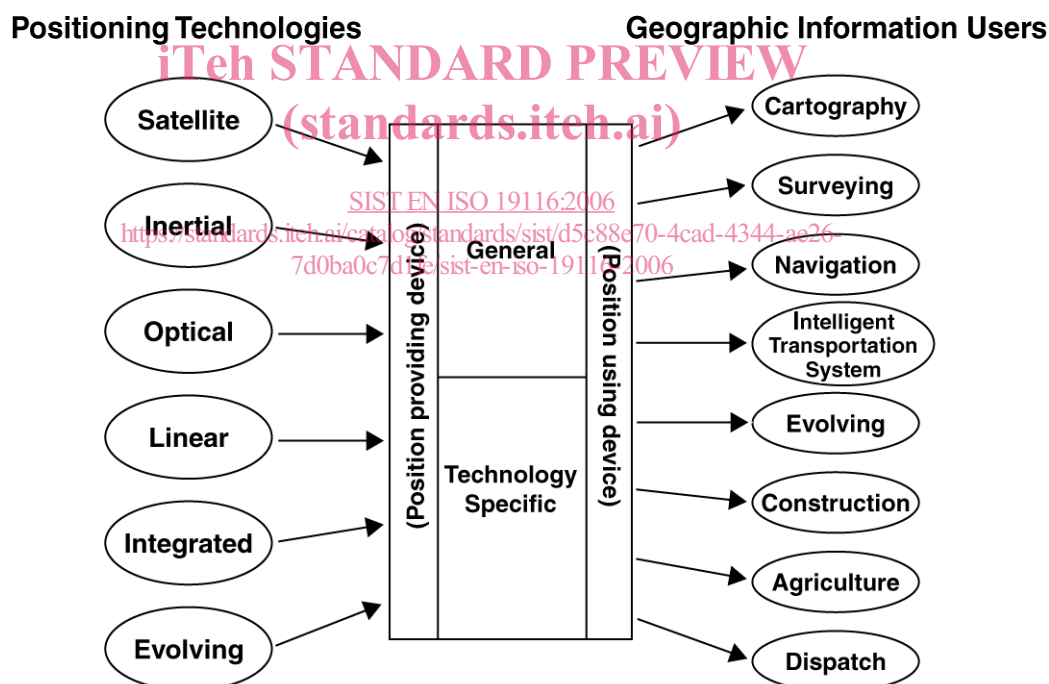 Positioning Technologies
Geographic Information Users
iTeh STANDARD PREVIEW
(standards.iteh.ai)
SIST EN ISO 19116:2006
https://standards.iteh.ai/catalog/standards/sist/d5c88e70-4cad-4344-ae26-
7d0ba0c7d1fe/sist-en-iso-19116-2006
Satellite
Inertial
Optical
Linear
Integrated
Evolving
(Position providing device)
General
Technology
Specific
(Position using device)
Cartography
Surveying
Navigation
Intelligent
Transportation
System
Evolving
Construction
Agriculture
Dispatch